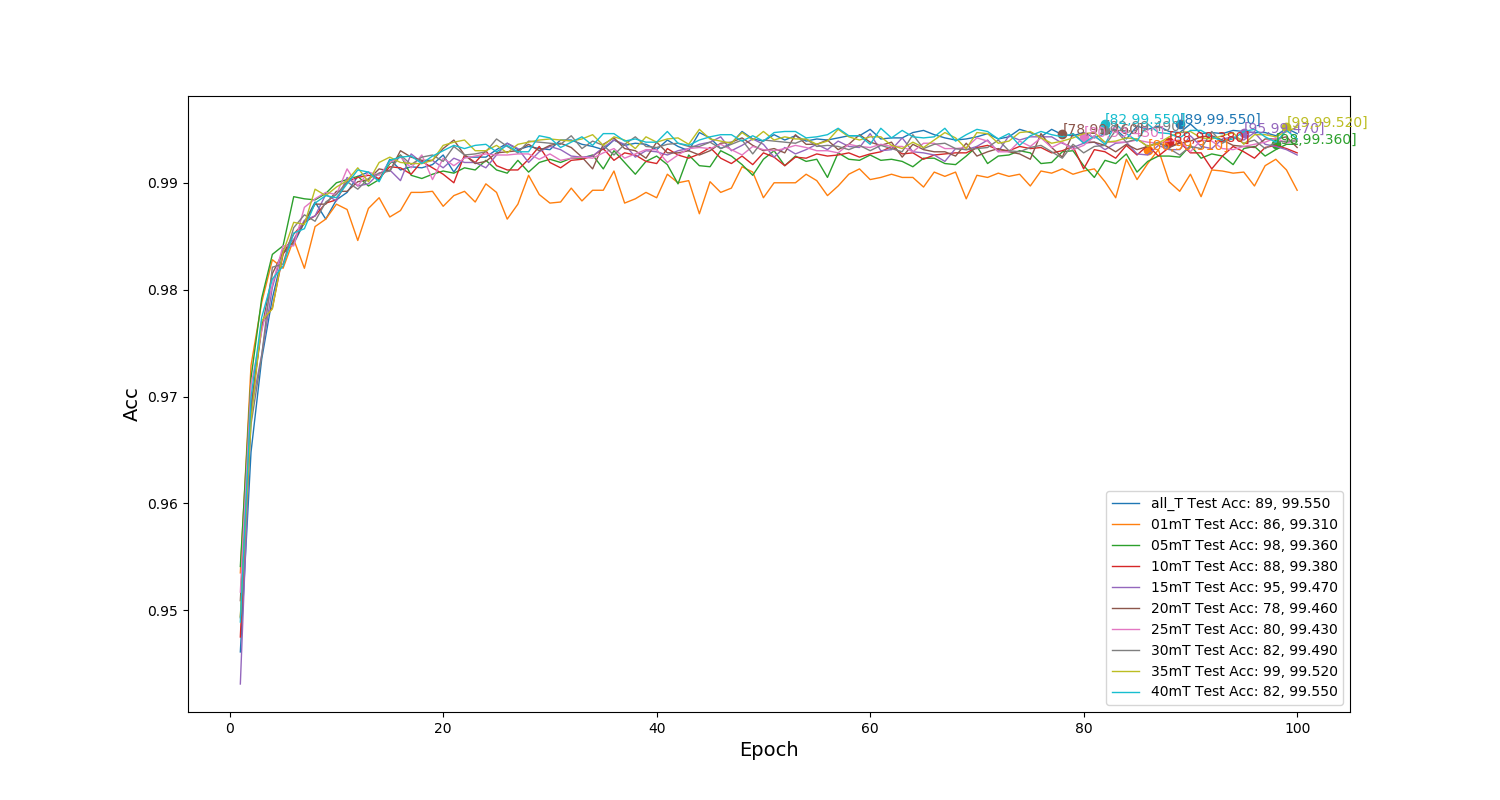 [82,99.550]
[89,99.550]
[99,99.520]
[88,99.380]
[98,99.360]
0.99
0.98
0.97
0.96
0.95
Acc
0
20
40
60
80
100
Epoch
all_T Test Acc: 89, 99.550
01mT Test Acc: 86, 99.310
05mT Test Acc: 98, 99.360
10mT Test Acc: 88, 99.380
15mT Test Acc: 95, 99.470
20mT Test Acc: 78, 99.460
25mT Test Acc: 80, 99.430
30mT Test Acc: 82, 99.490
35mT Test Acc: 99, 99.520
40mT Test Acc: 82, 99.550